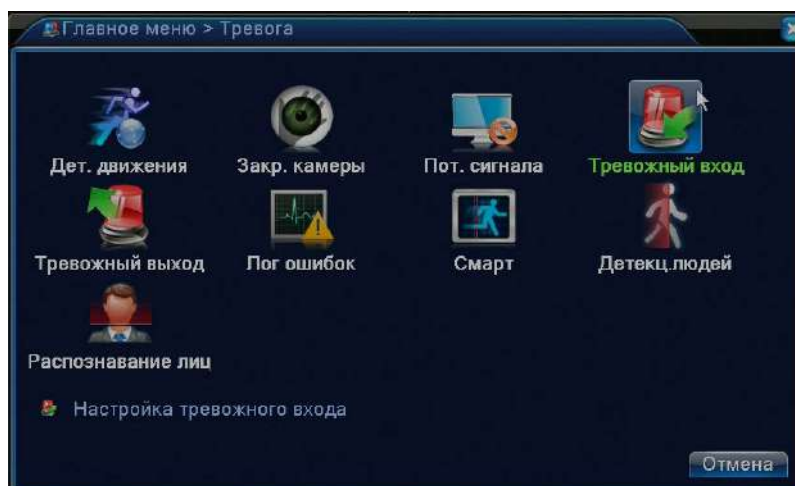 Главное меню > Тревога
Дет. движения Закр. камеры Пот. сигнала Тревожный вход
Тревожный выход Лог ошибок Смарт Детекц.людей
Распознавание лиц
Настройка тревожного входа
Отмена